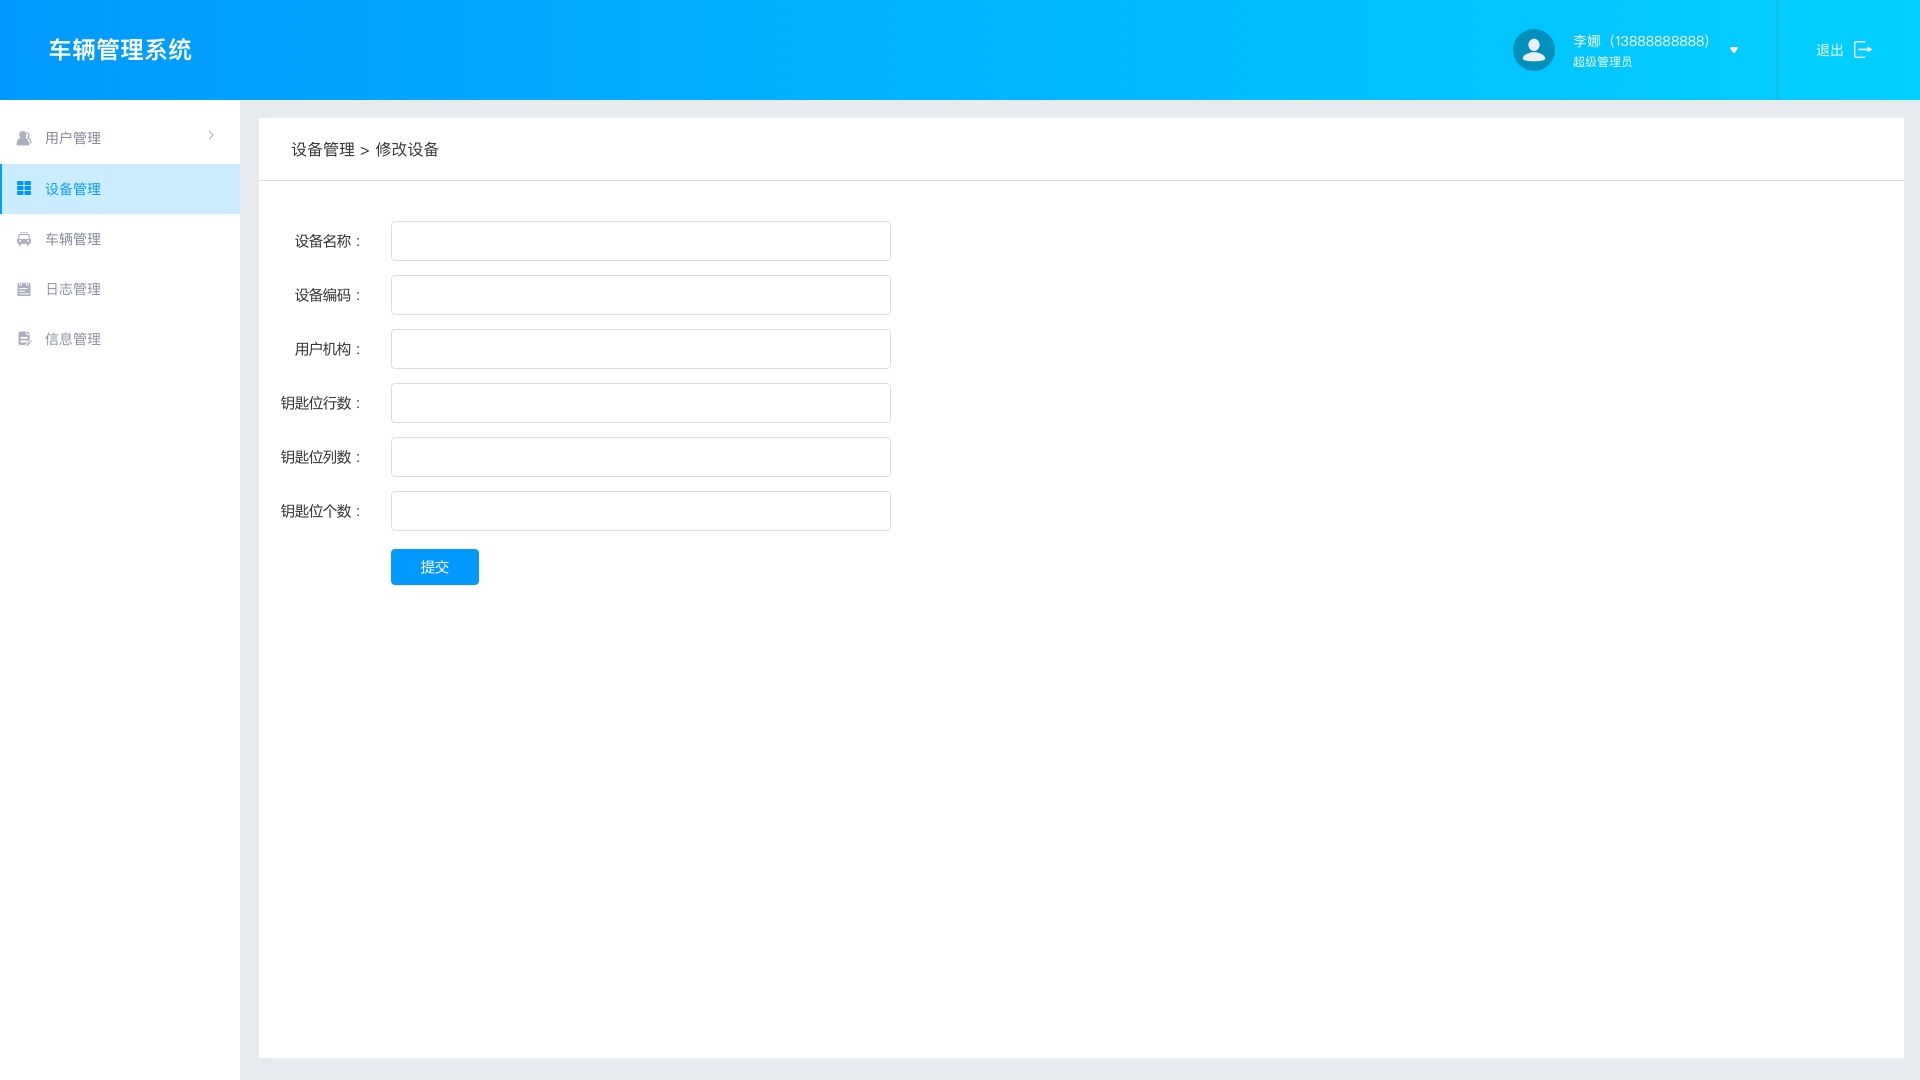 车辆管理系统
李娜（13888888888）
超级管理员
退出
用户管理
设备管理
车辆管理
日志管理
信息管理
设备管理 > 修改设备
设备名称：
设备编码：
用户机构：
钥匙位行数：
钥匙位列数：
钥匙位个数：
提交